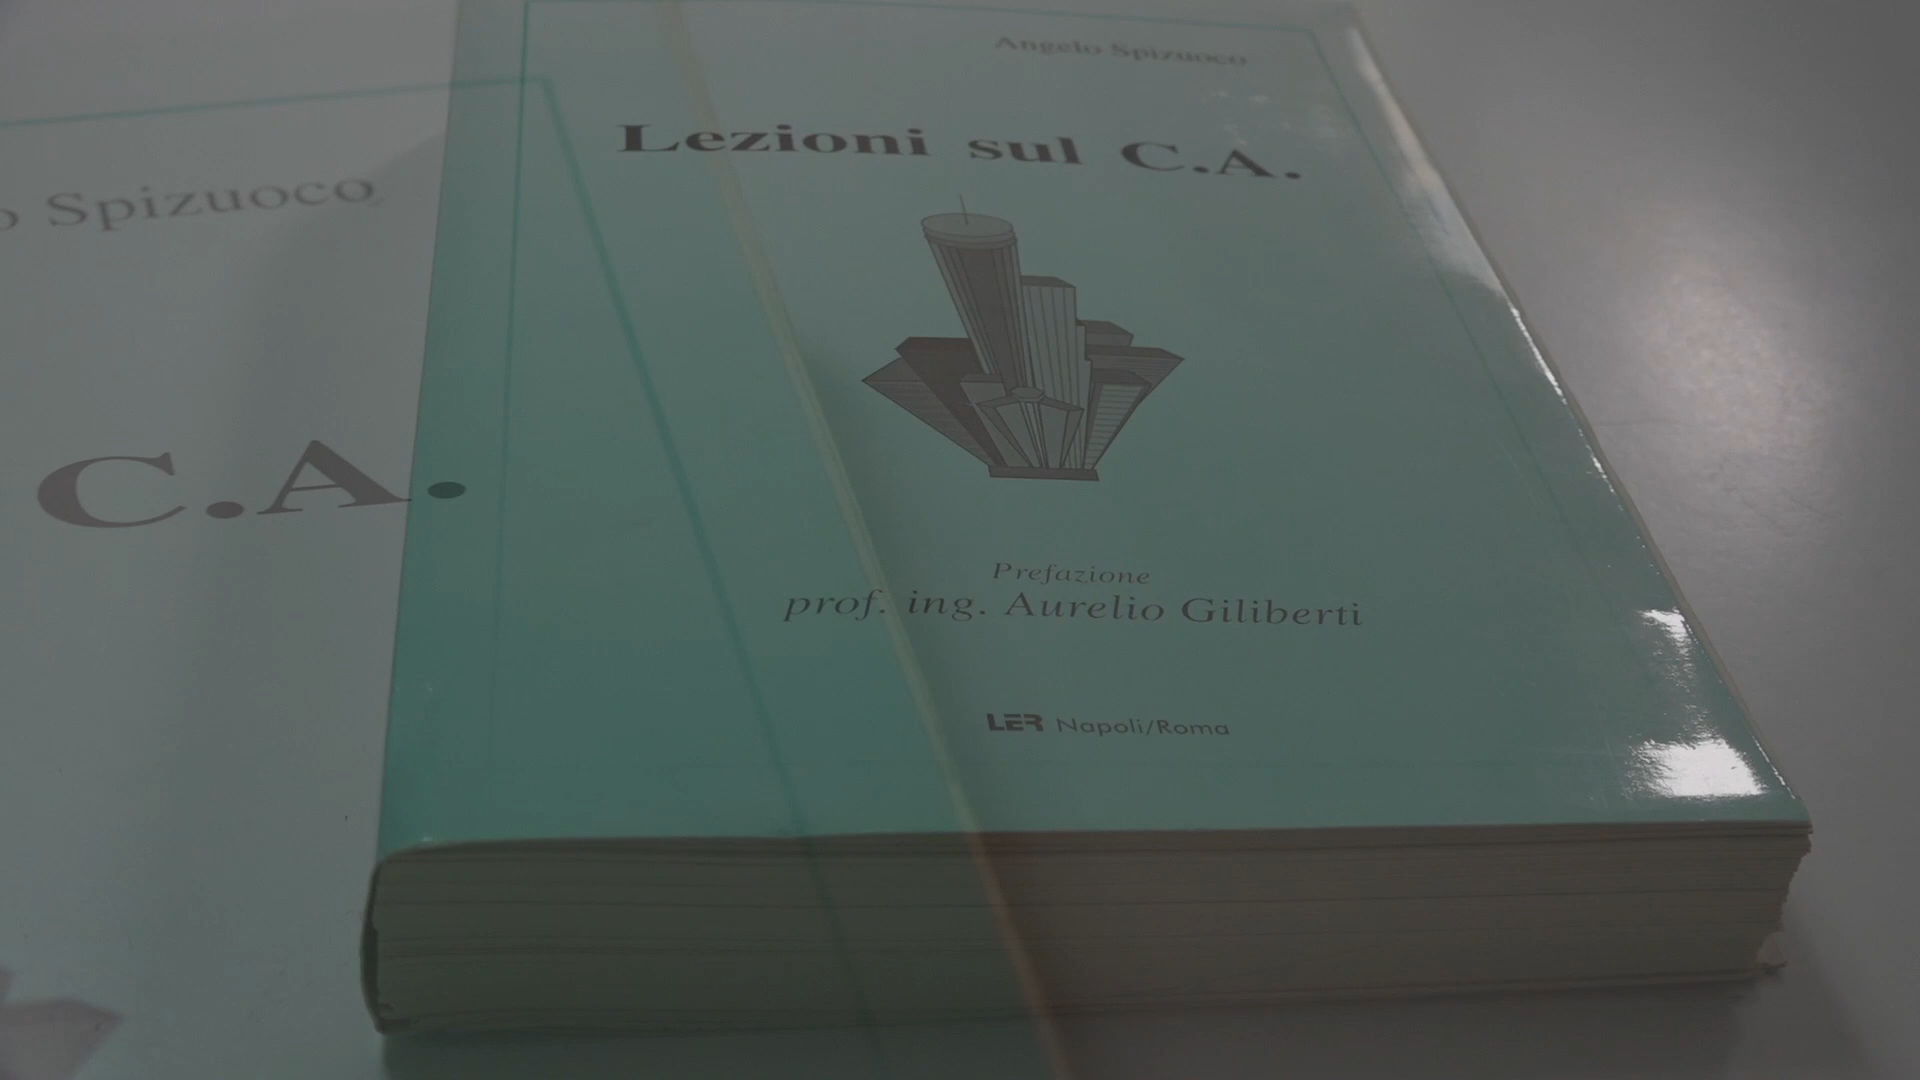 Angelo Spizuoco
Lezioni sul C.A.
Prefazione
prof. ing. Aurelio Giliberti
LER Napoli/Roma
o Spizuoco
C.A.